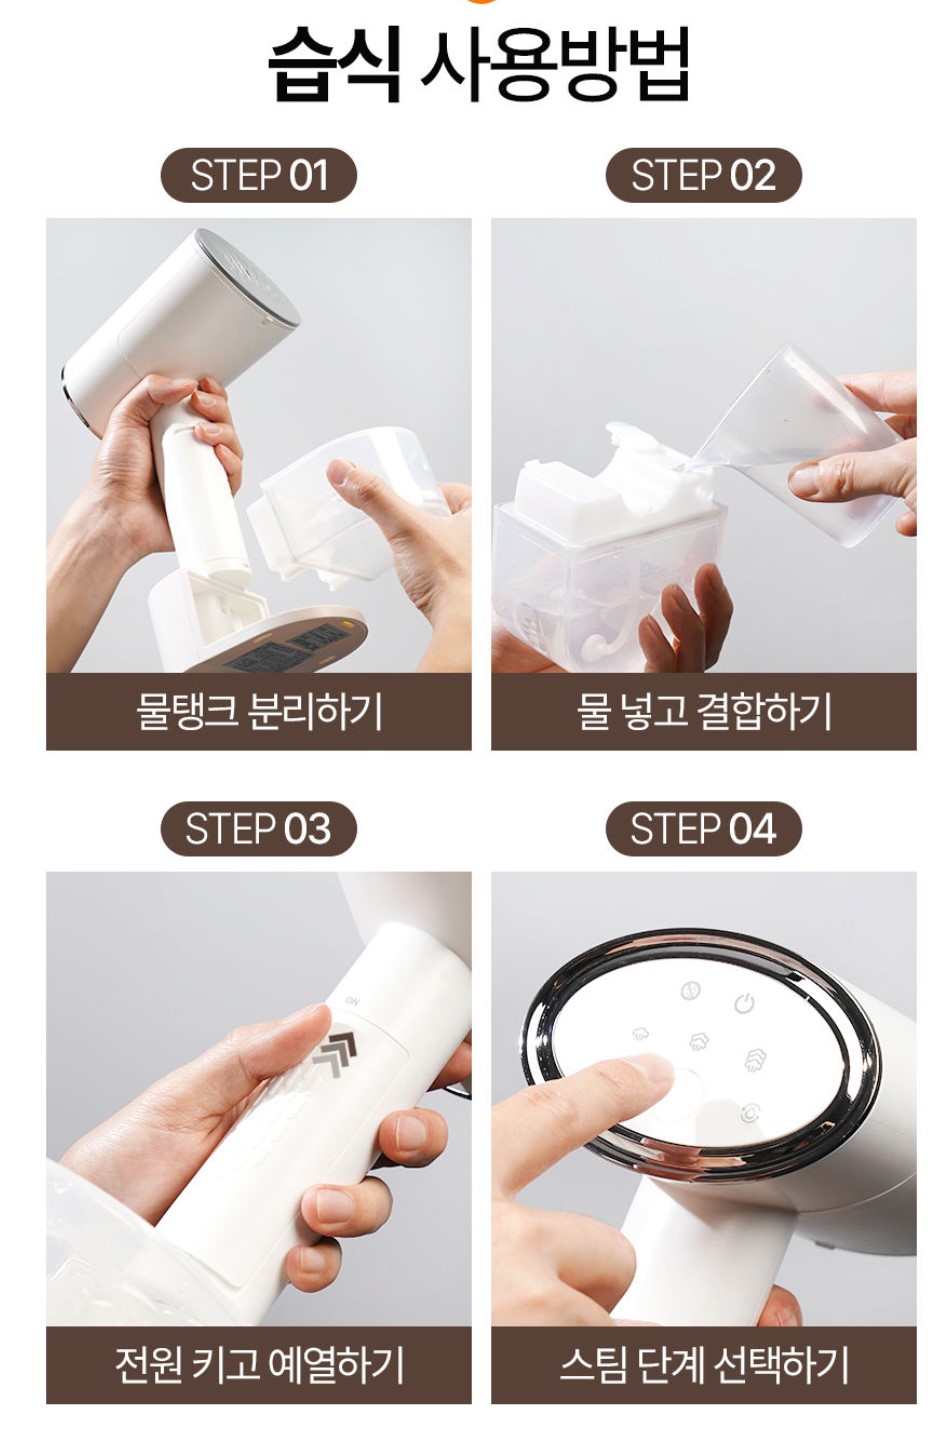 습식 사용방법
STEP 01
STEP 02
물탱크 분리하기
물 넣고 결합하기
STEP 03
STEP 04
ON
전원 키고 예열하기
스팀 단계 선택하기